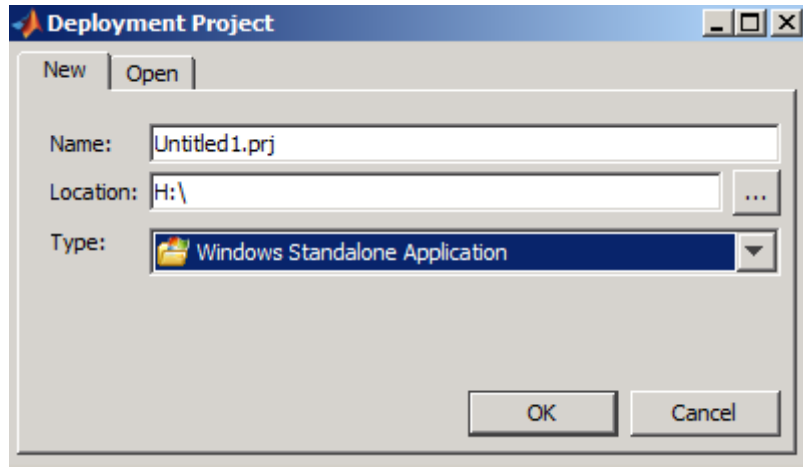 Deployment Project
New Open
Name: Untitled1.prj
Location: H:\ ...
Type: Windows Standalone Application
OK Cancel